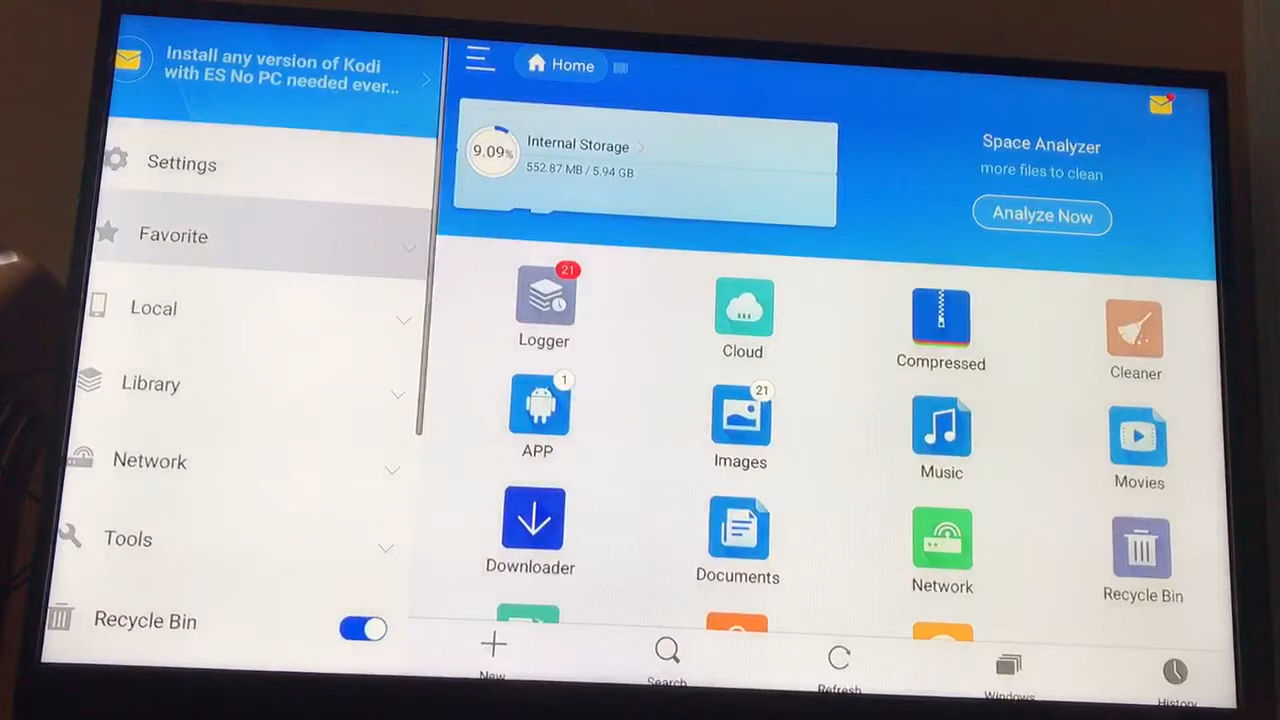 Install any version of Kodi
with ES No PC needed ever...
Settings
Favorite
Local
Library
Network
Tools
Recycle Bin
Home
9.09%
Internal Storage
552.87 MB / 5.94 GB
Space Analyzer
more files to clean
Analyze Now
21
Logger
Cloud
Compressed
Cleaner
1
APP
21
Images
Music
Movies
Downloader
Documents
Network
Recycle Bin
New
Search
Refresh
Windows
History